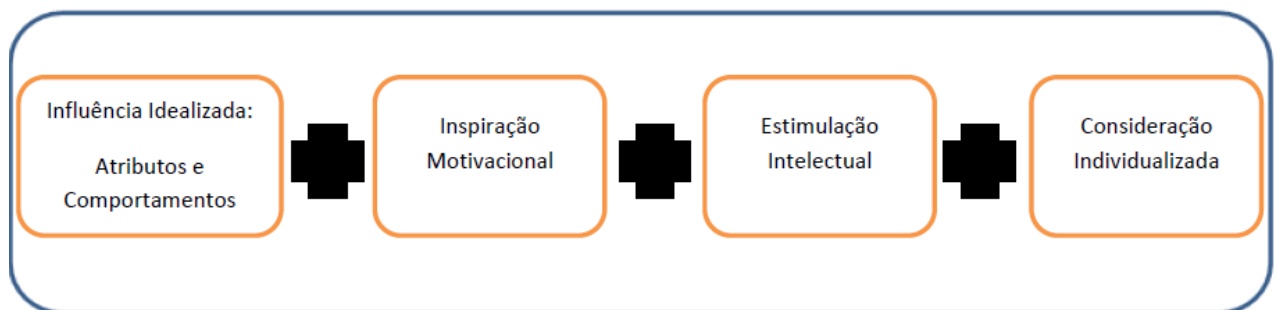 Influência Idealizada:
Atributos e
Comportamentos
Inspiração
Motivacional
Estimulação
Intelectual
Consideração
Individualizada